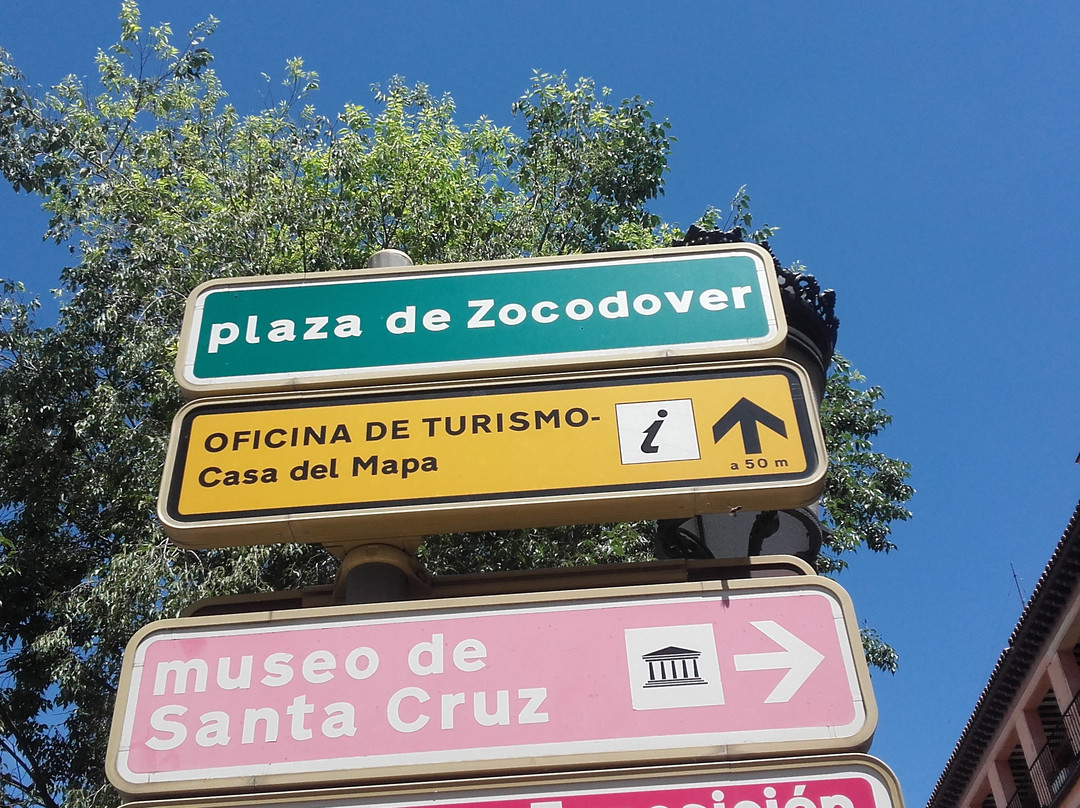 plaza de Zocodover
OFICINA DE TURISMO-
Casa del Mapa
i
a 50 m
museo de
Santa Cruz